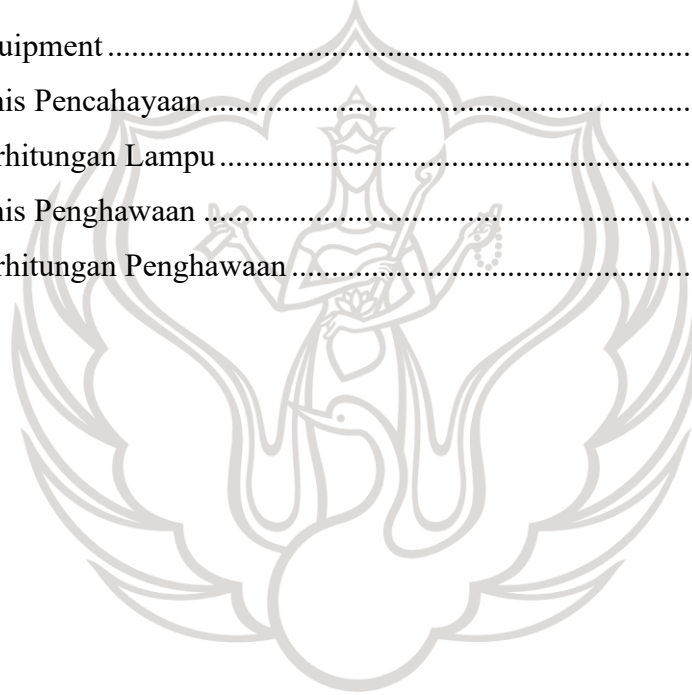 uipment ........................................................................
nis Pencahayaan............................................................
rhitungan Lampu..........................................................
nis Penghawaan ............................................................
rhitungan Penghawaan .................................................